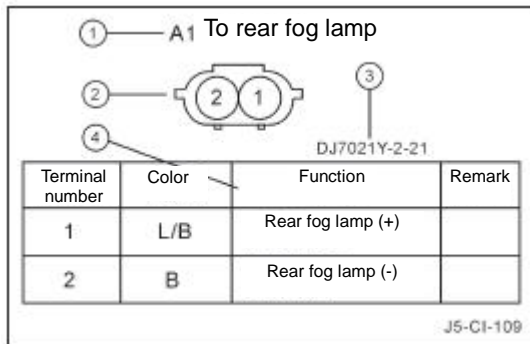 1 A1 To rear fog lamp
2 2 1 3
4
DJ7021Y-2-21
Terminal number Color Function Remark
1 L/B Rear fog lamp (+)
2 B Rear fog lamp (-)
J5-CI-109